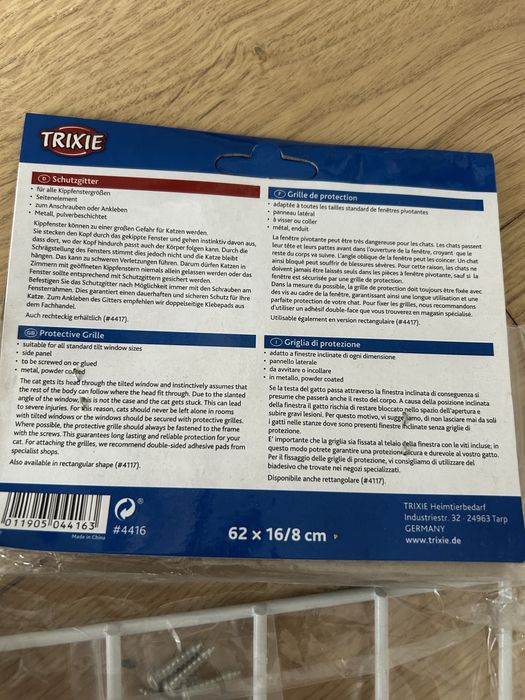 TRIXIE
D Schutzgitter
• für alle Kippfenstergrößen
• Seitenelement
• zum Anschrauben oder Ankleben
• Metall, pulverbeschichtet
Kippfenster können zu einer großen Gefahr für Katzen werden.
Sie stecken den Kopf durch das gekippte Fenster und gehen instinktiv davon aus,
dass dort, wo der Kopf hindurch passt auch der Körper folgen kann. Durch die
Schrägstellung des Fensters stimmt dies jedoch nicht und die Katze bleibt
hängen. Das kann zu schweren Verletzungen führen. Darum dürfen Katzen in
Zimmern mit geöffneten Kippfenstern niemals allein gelassen werden oder das
Fenster sollte entsprechend mit Schutzgittern gesichert werden.
Befestigen Sie das Schutzgitter nach Möglichkeit immer mit den Schrauben am
Fensterrahmen. Dies garantiert einen dauerhaften und sicheren Schutz für Ihre
Katze. Zum Ankleben des Gitters empfehlen wir doppelseitige Klebepads aus
dem Fachhandel.
Auch rechteckig erhältlich (#4417).
GB Protective Grille
• suitable for all standard tilt window sizes
• side panel
• to be screwed on or glued
• metal, powder coated
The cat gets its head through the tilted window and instinctively assumes that
the rest of the body can follow where the head fit through. Due to the slanted
angle of the window, this is not the case and the cat gets stuck. This can lead
to severe injuries. For this reason, cats should never be left alone in rooms
with tilted windows or the windows should be secured with protective grilles.
Where possible, the protective grille should always be fastened to the frame
with the screws. This guarantees long lasting and reliable protection for your
cat. For attaching the grilles, we recommend double-sided adhesive pads from
specialist shops.
Also available in rectangular shape (#4117).
F Grille de protection
• adaptée à toutes les tailles standard de fenêtres pivotantes
• panneau latéral
• à visser ou coller
• métal, enduit
La fenêtre pivotante peut être très dangereuse pour les chats. Les chats passent
leur tête et leurs pattes avant dans l'ouverture de la fenêtre, croyant que le
reste du corps va suivre. L'angle oblique de la fenêtre peut les coincer. Un chat
ainsi bloqué peut souffrir de blessures sévères. Pour cette raison, les chats ne
doivent jamais être laissés seuls dans les pièces à fenêtre pivotante, sauf si la
fenêtre est sécurisée par une grille de protection.
Dans la mesure du possible, la grille de protection doit toujours être fixée avec
des vis au cadre de la fenêtre, garantissant ainsi une longue utilisation et une
parfaite protection de votre chat. Pour fixer les grilles, nous recommandons
d'utiliser un adhésif double-face que vous trouverez en magasin spécialisé.
Utilisable également en version rectangulaire (#4417).
I Griglia di protezione
• adatto a finestre inclinate di ogni dimensione
• pannello laterale
• da avvitare o incollare
• in metallo, powder coated
Se la testa del gatto passa attraverso la finestra inclinata di conseguenza si
presume che passerà anche il resto del corpo. A causa della posizione inclinata
della finestra il gatto rischia di restare bloccato nello spazio dell'apertura e
subire gravi lesioni. Per questo motivo, vi suggeriamo, di non lasciare mai da soli
i gatti nelle stanze dove sono presenti finestre inclinate senza griglie di
protezione.
E' importante che la griglia sia fissata al telaio della finestra con le viti incluse; in
questo modo potrete garantire una protezione sicura e durevole al vostro gatto.
Per il fissaggio delle griglie di protezione, vi consigliamo di utilizzare del
biadesivo che trovate nei negozi specializzati.
Disponibile anche rettangolare (#4117).
011905 044163
Made in China
#4416
62 x 16/8 cm
TRIXIE Heimtierbedarf
Industriestr. 32 · 24963 Tarp
GERMANY
www.trixie.de